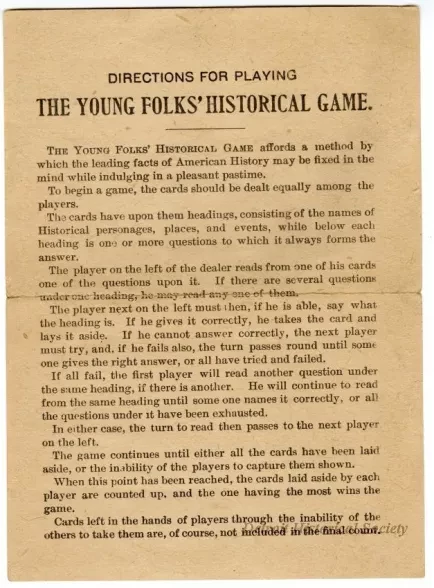 DIRECTIONS FOR PLAYING
THE YOUNG FOLKS' HISTORICAL GAME.
THE YOUNG FOLKS' HISTORICAL GAME affords a method by
which the leading facts of American History may be fixed in the
mind while indulging in a pleasant pastime.
To begin a game, the cards should be dealt equally among the
players.
The cards have upon them headings, consisting of the names of
Historical personages, places, and events, while below each
heading is one or more questions to which it always forms the
answer.
The player on the left of the dealer reads from one of his cards
one of the questions upon it. If there are several questions
under one heading, he may read any one of them.
The player next on the left must then, if he is able, say what
the heading is. If he gives it correctly, he takes the card and
lays it aside. If he cannot answer correctly, the next player
must try, and, if he fails also, the turn passes round until some
one gives the right answer, or all have tried and failed.
If all fail, the first player will read another question under
the same heading, if there is another. He will continue to read
from the same heading until some one names it correctly, or all
the questions under it have been exhausted.
In either case, the turn to read then passes to the next player
on the left.
The game continues until either all the cards have been laid
aside, or the inability of the players to capture them shown.
When this point has been reached, the cards laid aside by each
player are counted up, and the one having the most wins the
game.
Cards left in the hands of players through the inability of the
others to take them are, of course, not included in the final count.
Detroit Historical Society